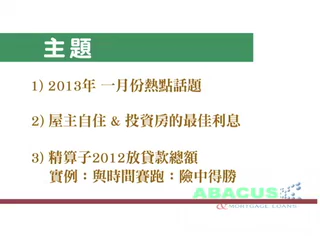 主題
1) 2013年 一月份熱點話題
2) 屋主自住 & 投資房的最佳利息
3) 精算子2012放貸款總額
實例：與時間賽跑：險中得勝
ABACUS
& MORTGAGE LOANS